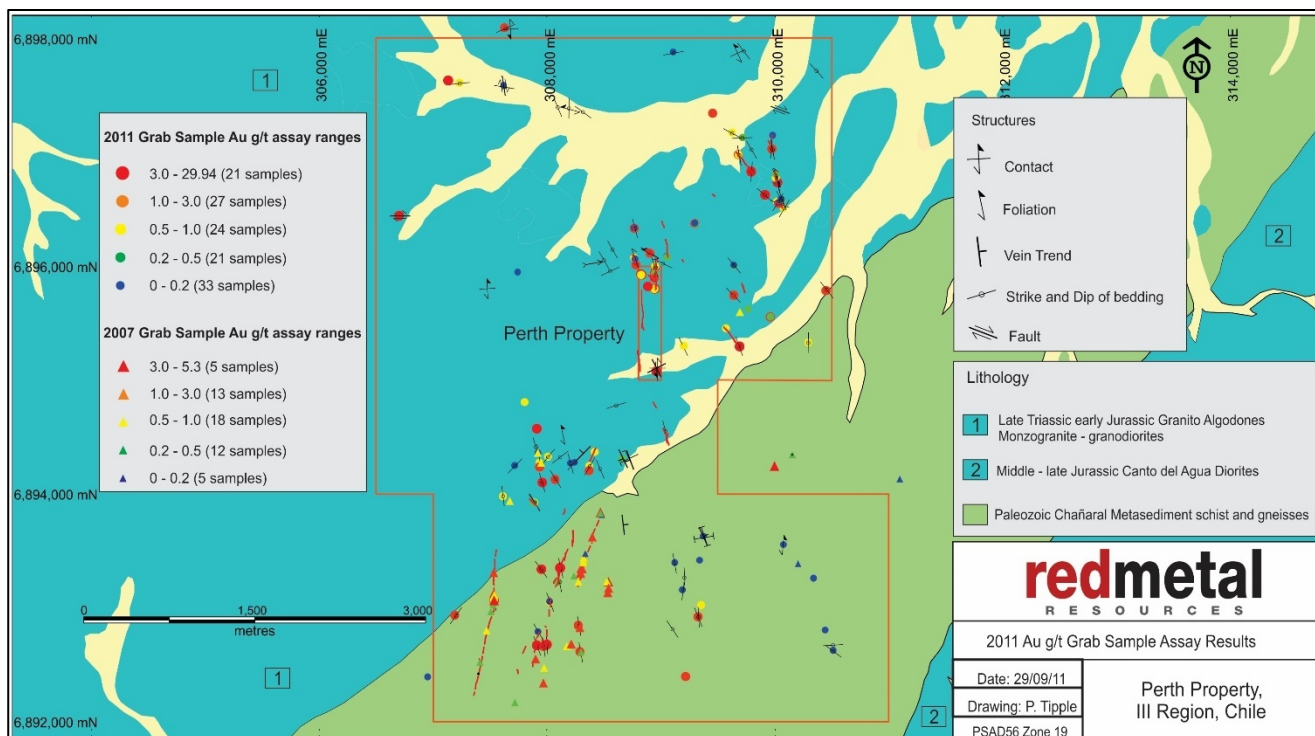 6,898,000 mN
306,000 mE
308,000 mE
310,000 mE
312,000 mE
314,000 mE
N
1
2011 Grab Sample Au g/t assay ranges
3.0 - 29.94 (21 samples)
1.0 - 3.0 (27 samples)
0.5 - 1.0 (24 samples)
0.2 - 0.5 (21 samples)
0 - 0.2 (33 samples)
2007 Grab Sample Au g/t assay ranges
3.0 - 5.3 (5 samples)
1.0 - 3.0 (13 samples)
0.5 - 1.0 (18 samples)
0.2 - 0.5 (12 samples)
0 - 0.2 (5 samples)
Structures
Contact
Foliation
Vein Trend
Strike and Dip of bedding
Fault
2
6,896,000 mN
Perth Property
Lithology
1 Late Triassic early Jurassic Granito Algodones
Monzogranite - granodiorites
2 Middle - late Jurassic Canto del Agua Diorites
Paleozoic Chañaral Metasediment schist and gneisses
6,894,000 mN
0 1,500 3,000
metres
1
6,892,000 mN
2
redmetal
RESOURCES
2011 Au g/t Grab Sample Assay Results
Date: 29/09/11
Drawing: P. Tipple
PSAD56 Zone 19
Perth Property,
III Region, Chile